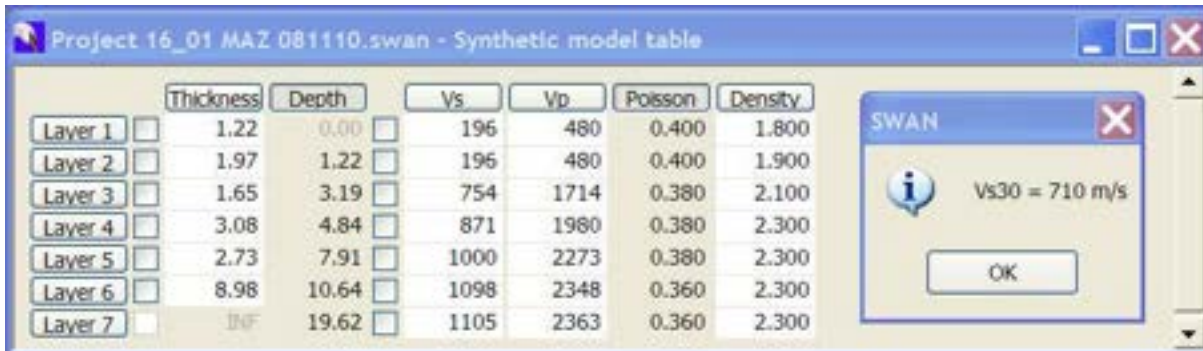 Project 16_01 MAZ 081110.swan - Synthetic model table
Thickness Depth Vs Vp Poisson Density
Layer 1 1.22 0.00 196 480 0.400 1.800
Layer 2 1.97 1.22 196 480 0.400 1.900
Layer 3 1.65 3.19 754 1714 0.380 2.100
Layer 4 3.08 4.84 871 1980 0.380 2.300
Layer 5 2.73 7.91 1000 2273 0.380 2.300
Layer 6 8.98 10.64 1098 2348 0.360 2.300
Layer 7 INF 19.62 1105 2363 0.360 2.300
SWAN
Vs30 = 710 m/s
OK